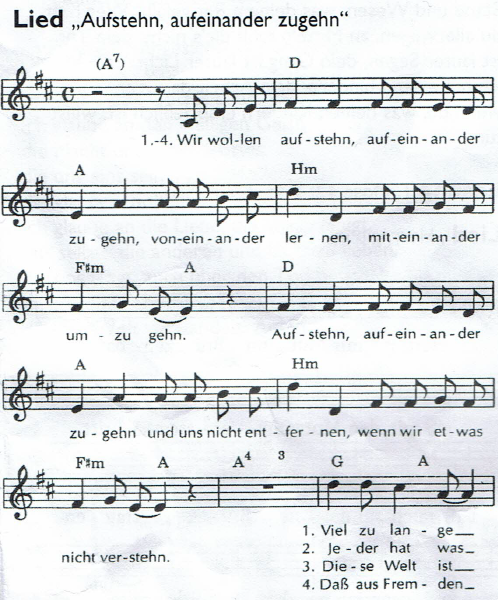 Lied „Aufstehn, aufeinander zugehn“
(A7) D
1.-4. Wir wol-len auf-stehn, auf-ein-an-der
A Hm
zu-gehn, von-ein-an-der ler-nen, mit-ein-an-der
F#m A D
um-zu gehn. Auf-stehn, auf-ein-an-der
A Hm
zu-gehn und uns nicht ent-fer-nen, wenn wir et-was
F#m A A4 3 G A
nicht ver-stehn.
1. Viel zu lan-ge
2. Je-der hat was
3. Die-se Welt ist
4. Daß aus Frem-den